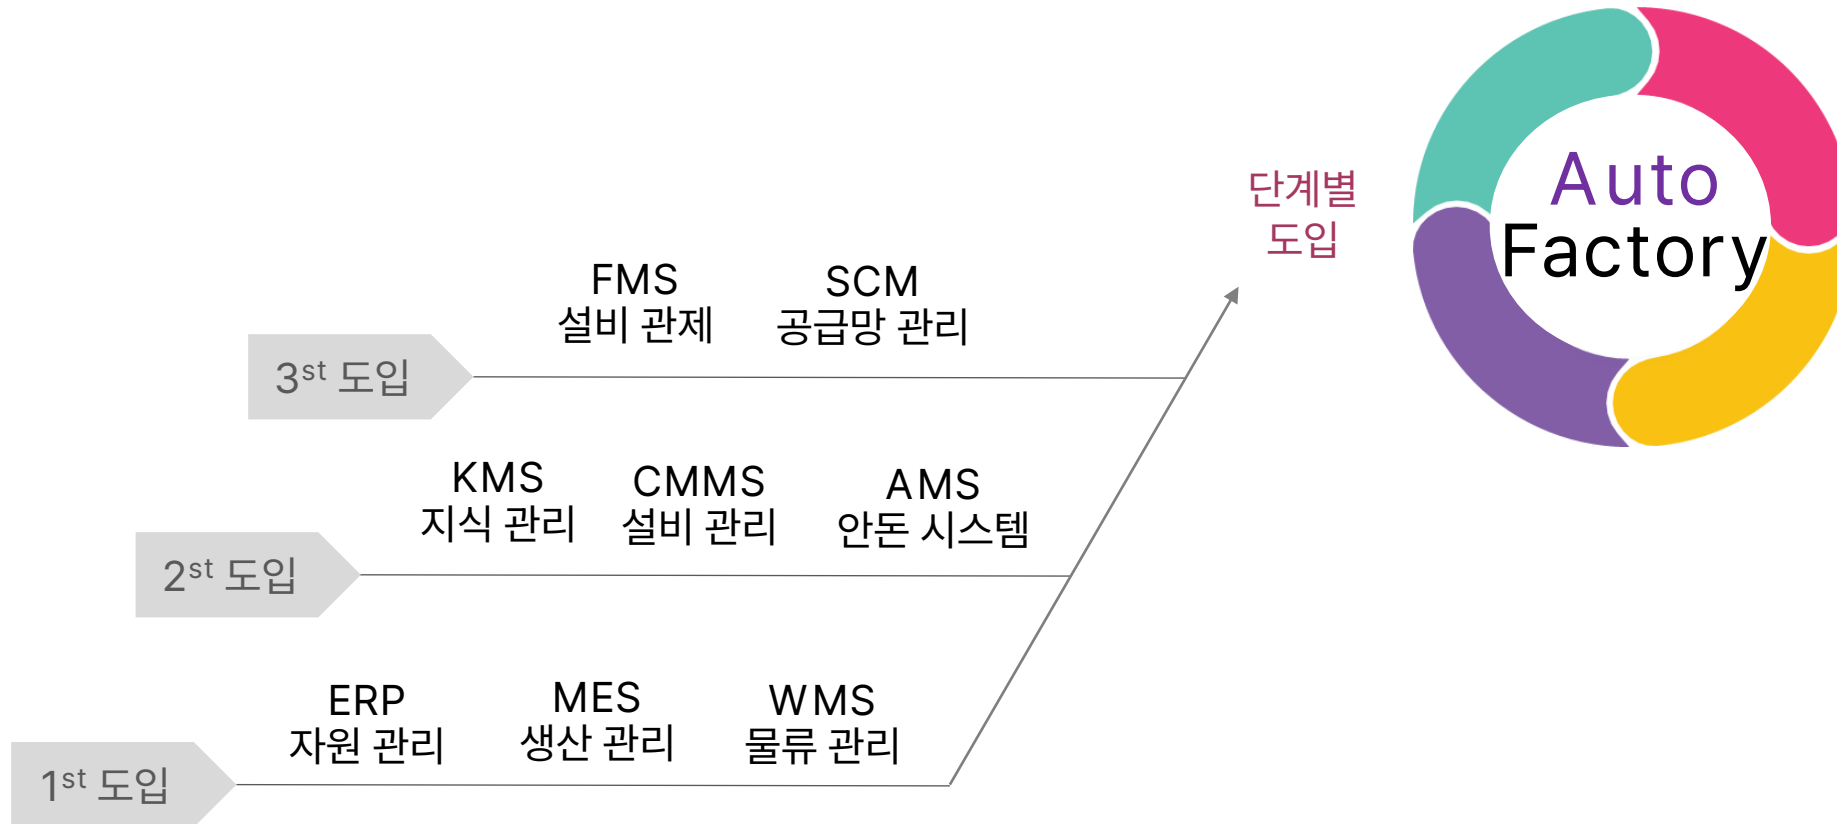 단계별
도입
Auto
Factory
FMS
설비 관제
SCM
공급망 관리
3st 도입
KMS
지식 관리
CMMS
설비 관리
AMS
안돈 시스템
2st 도입
ERP
자원 관리
MES
생산 관리
WMS
물류 관리
1st 도입